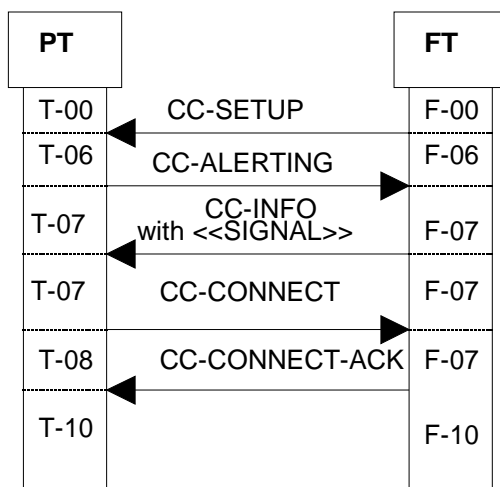 PT FT
T-00 CC-SETUP F-00
T-06 CC-ALERTING F-06
CC-INFO
T-07 with <<SIGNAL>> F-07
T-07 CC-CONNECT F-07
T-08 CC-CONNECT-ACK F-07
T-10 F-10